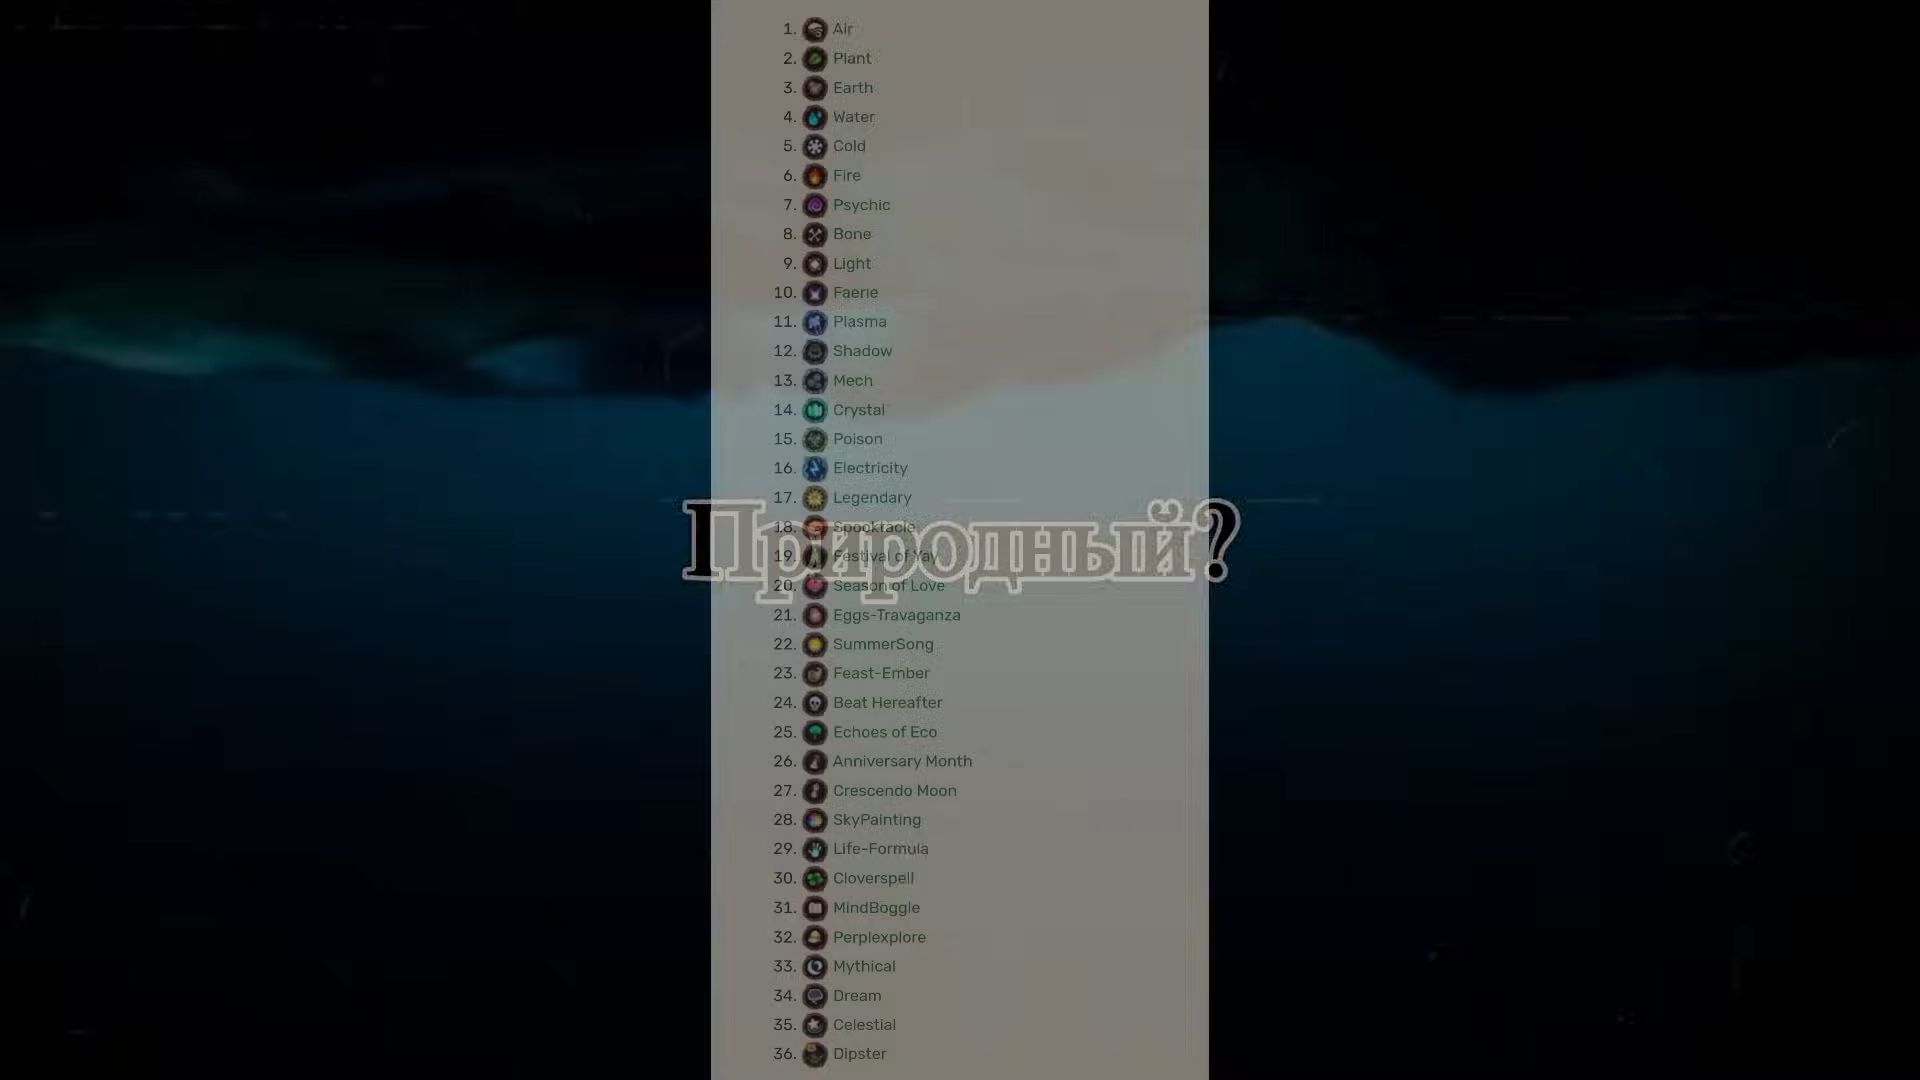 1. Air
2. Plant
3. Earth
4. Water
5. Cold
6. Fire
7. Psychic
8. Bone
9. Light
10. Faerie
11. Plasma
12. Shadow
13. Mech
14. Crystal
15. Poison
16. Electricity
17. Legendary
18. Spooktacle
Природный?
19. Festival of Yay
20. Season of Love
21. Eggs-Travaganza
22. SummerSong
23. Feast-Ember
24. Beat Hereafter
25. Echoes of Eco
26. Anniversary Month
27. Crescendo Moon
28. SkyPainting
29. Life-Formula
30. Cloverspell
31. MindBoggle
32. Perplexplore
33. Mythical
34. Dream
35. Celestial
36. Dipster